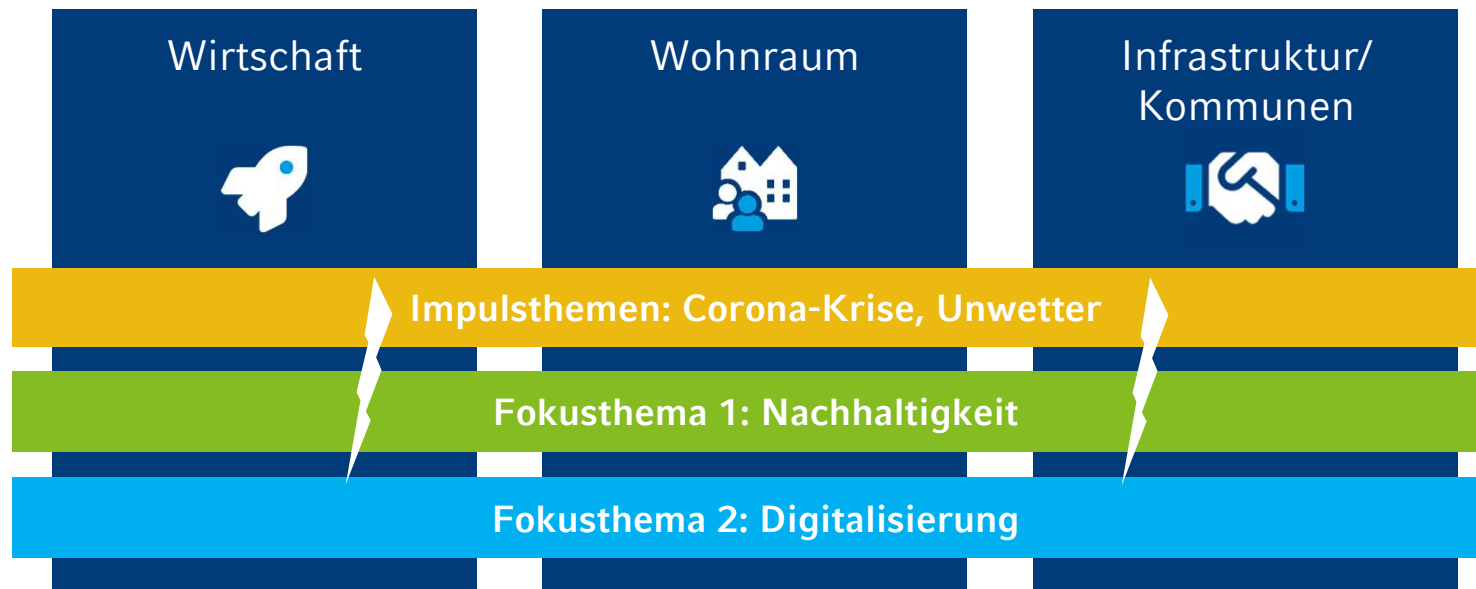 Wirtschaft
Wohnraum
Infrastruktur/
Kommunen
Impulsthemen: Corona-Krise, Unwetter
Fokusthema 1: Nachhaltigkeit
Fokusthema 2: Digitalisierung